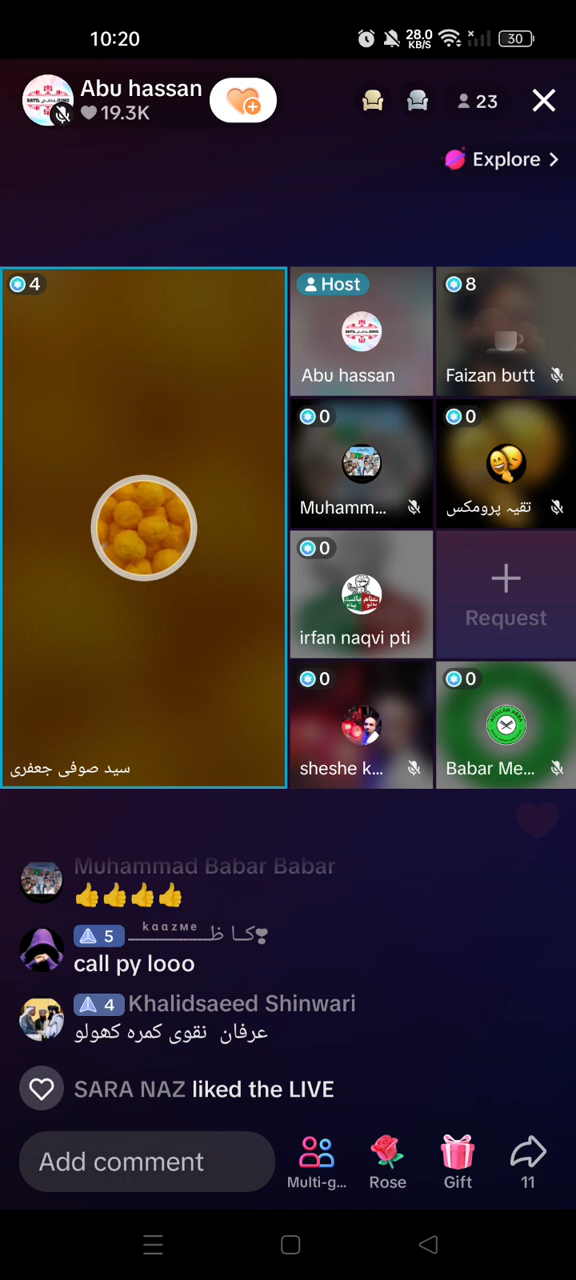 10:20
28.0
KB/S
30
Abu hassan
19.3K
23
Explore
4
Host
8
Abu hassan
Faizan butt
0
0
Muhamm...
تقیہ پرومکس
0
irfan naqvi pti
Request
0
0
sheshe k...
Babar Me...
سید صوفی جعفری
Muhammad Babar Babar
👍👍👍👍
5 ᵏᵃᵃᶻᴹᵉ کـا ظـــــــ
call py looo
4 Khalidsaeed Shinwari
عرفان نقوی کمرہ کھولو
SARA NAZ liked the LIVE
Add comment
Multi-g...
Rose
Gift
11